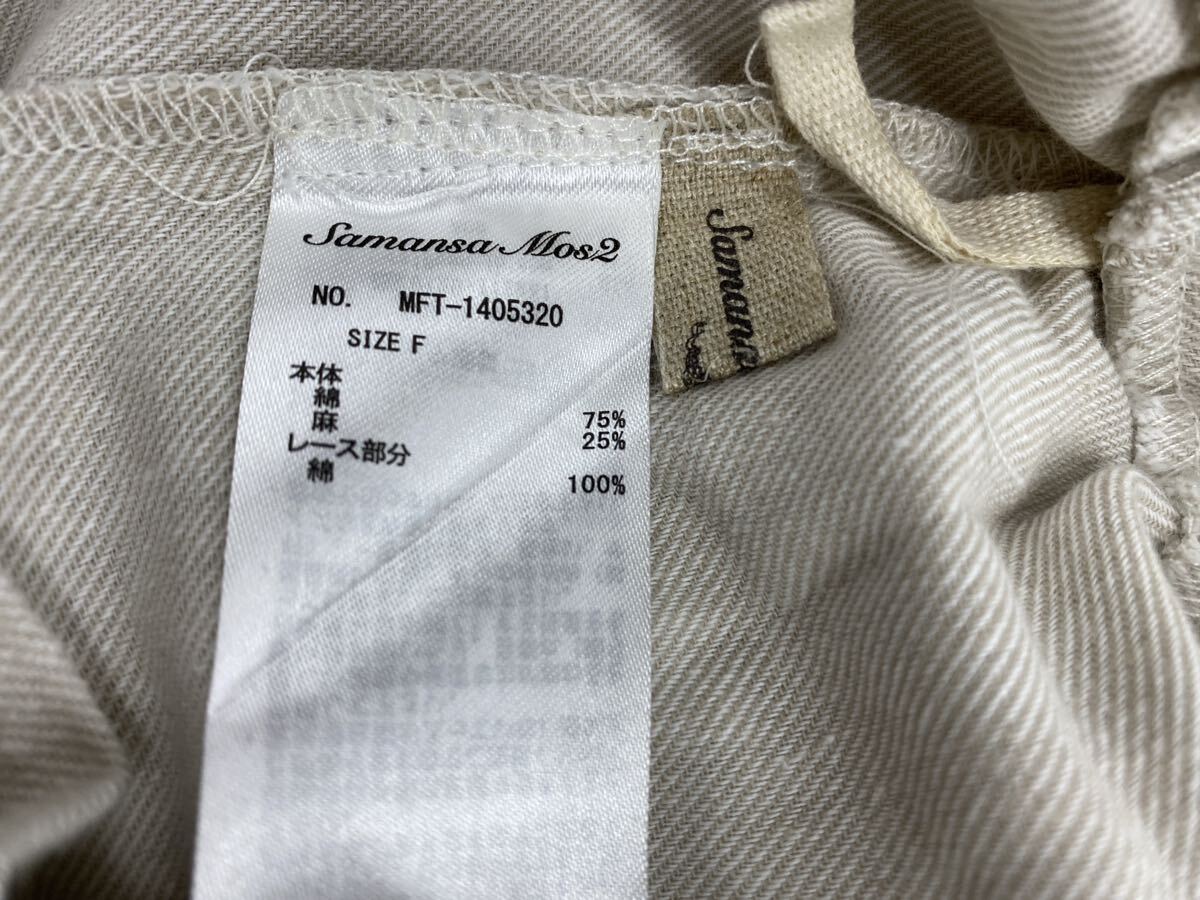 Samansa Mos2
NO. MFT-1405320
SIZE F
本体
綿 75%
麻 25%
レース部分
綿 100%
Saman